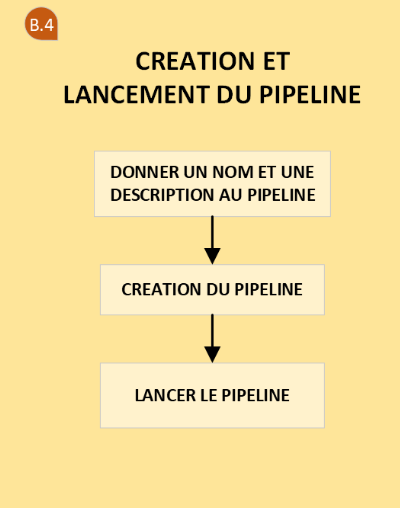 B.4
CREATION ET
LANCEMENT DU PIPELINE
DONNER UN NOM ET UNE
DESCRIPTION AU PIPELINE
CREATION DU PIPELINE
LANCER LE PIPELINE